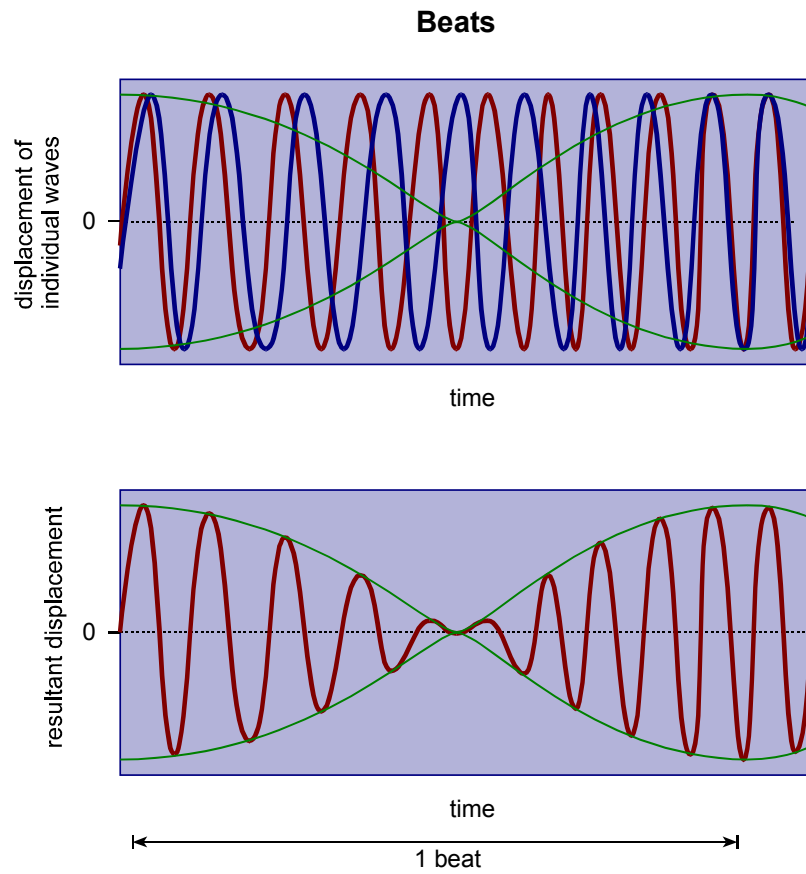 Beats
displacement of
individual waves
0
time
resultant displacement
0
time
1 beat